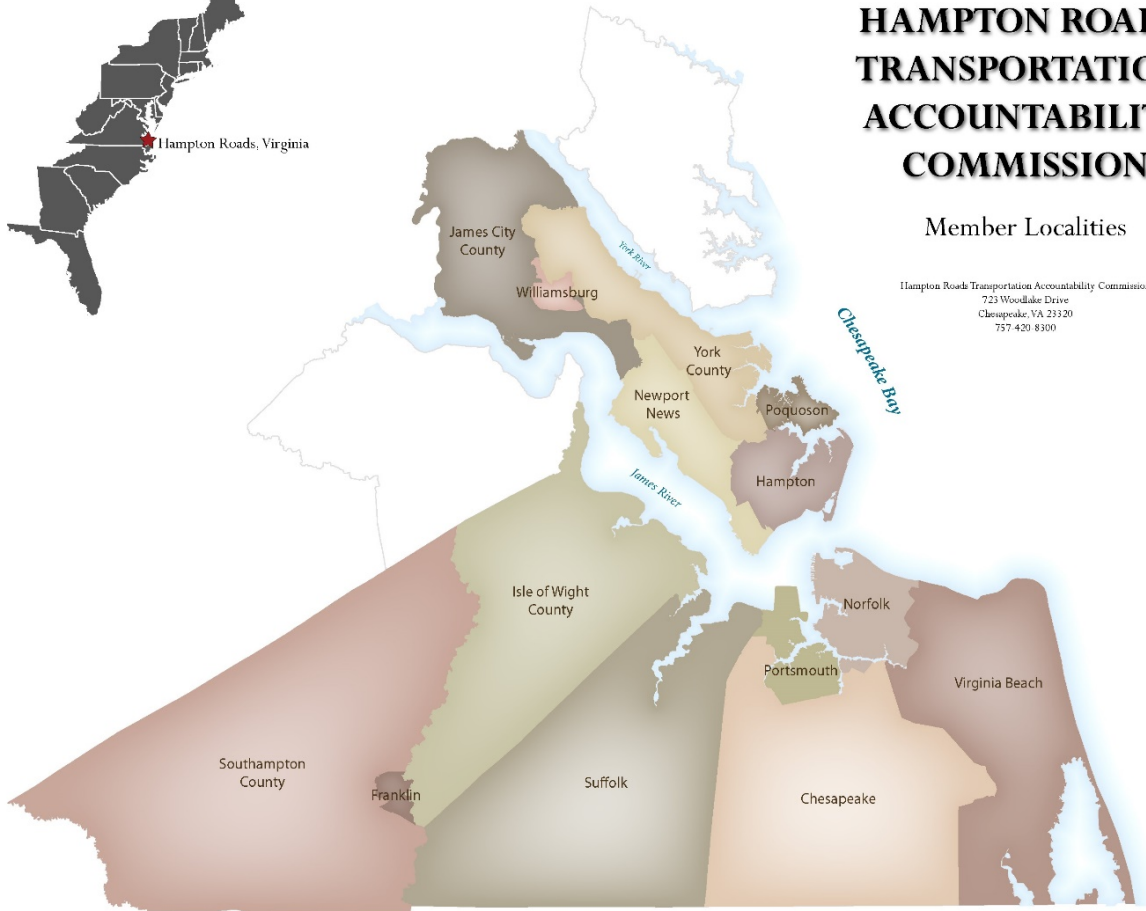 HAMPTON ROA
TRANSPORTATIO
ACCOUNTABILI
COMMISSION
Member Localities
Hampton Roads Transportation Accountability Commissio
723 Woodlake Drive
Chesapeake, VA 23320
757-420-8300
Hampton Roads, Virginia
James City
County
Williamsburg
York River
York
County
Newport
News
Poquoson
Hampton
Chesapeake Bay
James River
Isle of Wight
County
Norfolk
Portsmouth
Virginia Beach
Southampton
County
Franklin
Suffolk
Chesapeake